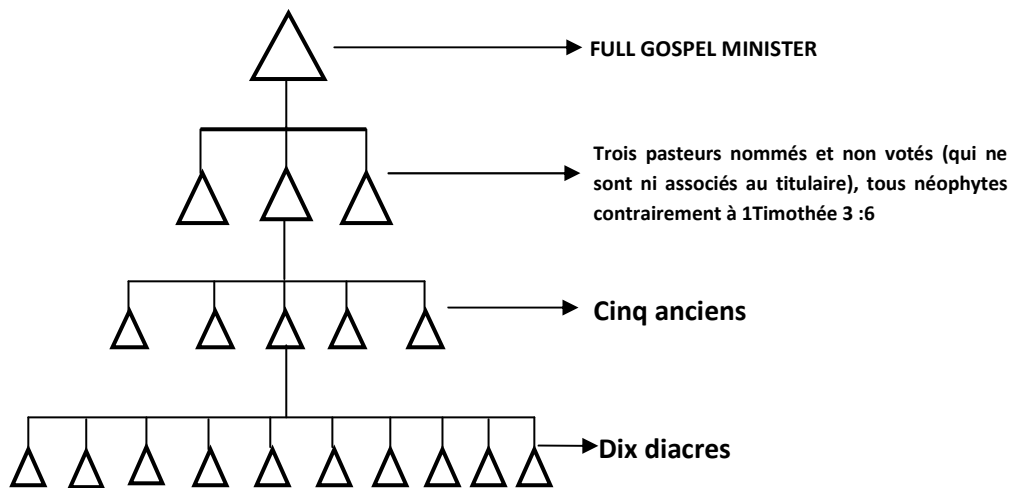 FULL GOSPEL MINISTER
Trois pasteurs nommés et non votés (qui ne
sont ni associés au titulaire), tous néophytes
contrairement à 1Timothée 3 :6
Cinq anciens
Dix diacres